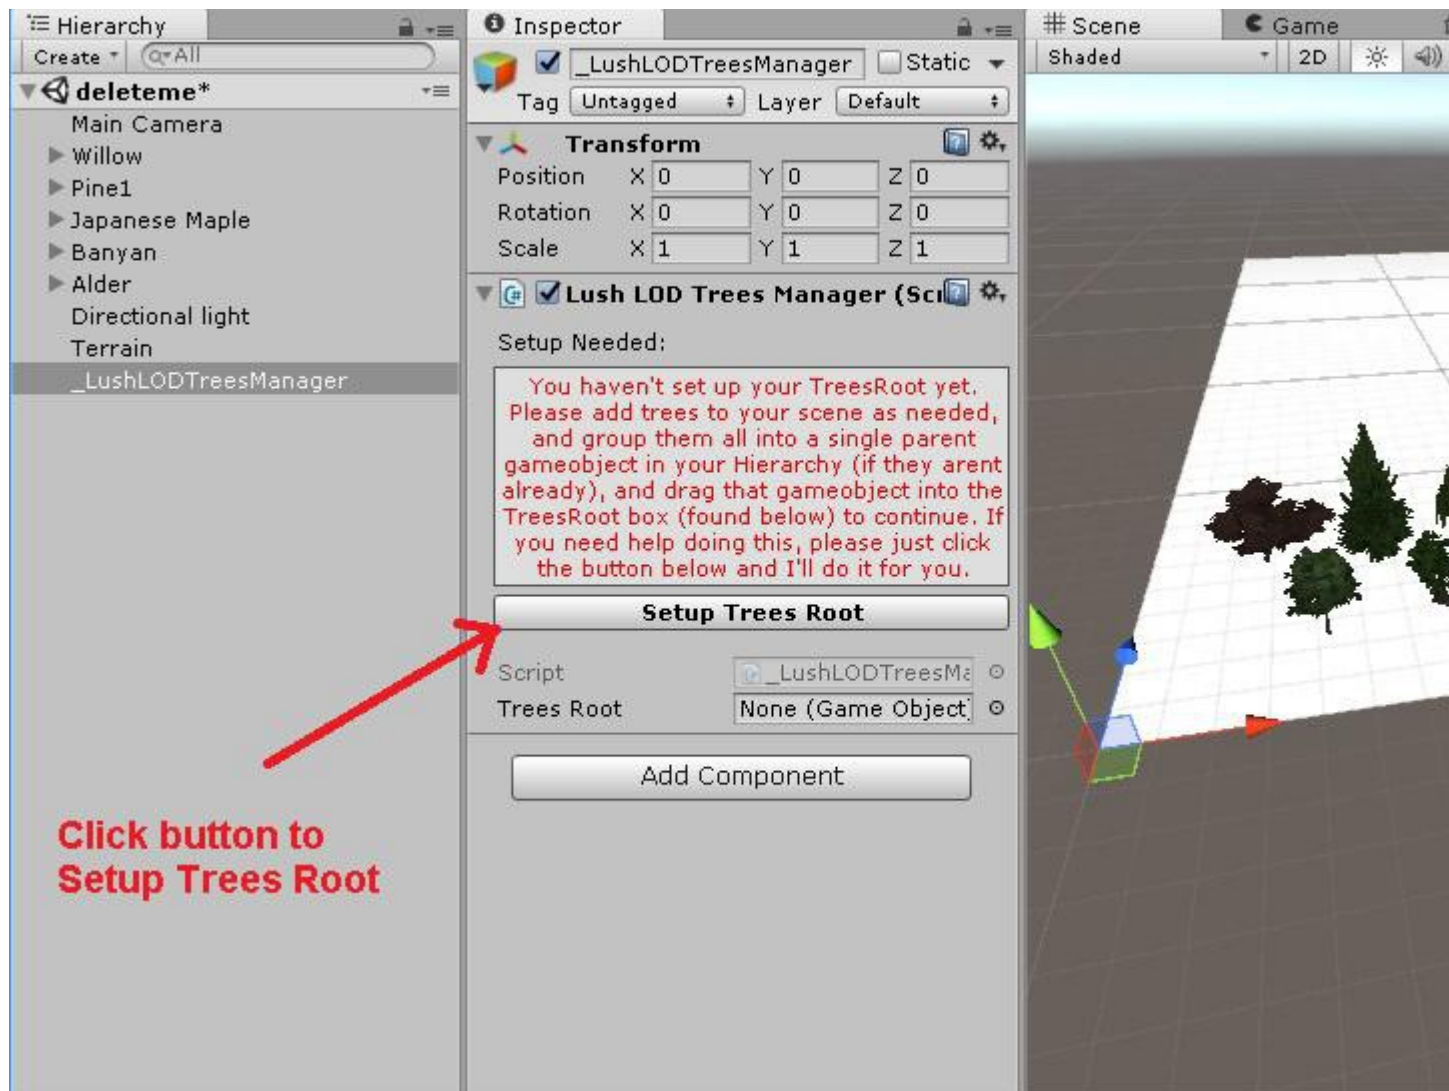 Hierarchy
Create
All
deleteme*
Main Camera
Willow
Pine1
Japanese Maple
Banyan
Alder
Directional light
Terrain
_LushLODTreesManager
Click button to
Setup Trees Root
Inspector
_LushLODTreesManager Static
Tag Untagged Layer Default
Transform
Position X 0 Y 0 Z 0
Rotation X 0 Y 0 Z 0
Scale X 1 Y 1 Z 1
Lush LOD Trees Manager (Scr
Setup Needed:
You haven't set up your TreesRoot yet.
Please add trees to your scene as needed,
and group them all into a single parent
gameobject in your Hierarchy (if they arent
already), and drag that gameobject into the
TreesRoot box (found below) to continue. If
you need help doing this, please just click
the button below and I'll do it for you.
Setup Trees Root
Script _LushLODTreesMa
Trees Root None (Game Object)
Add Component
Scene Game
Shaded 2D